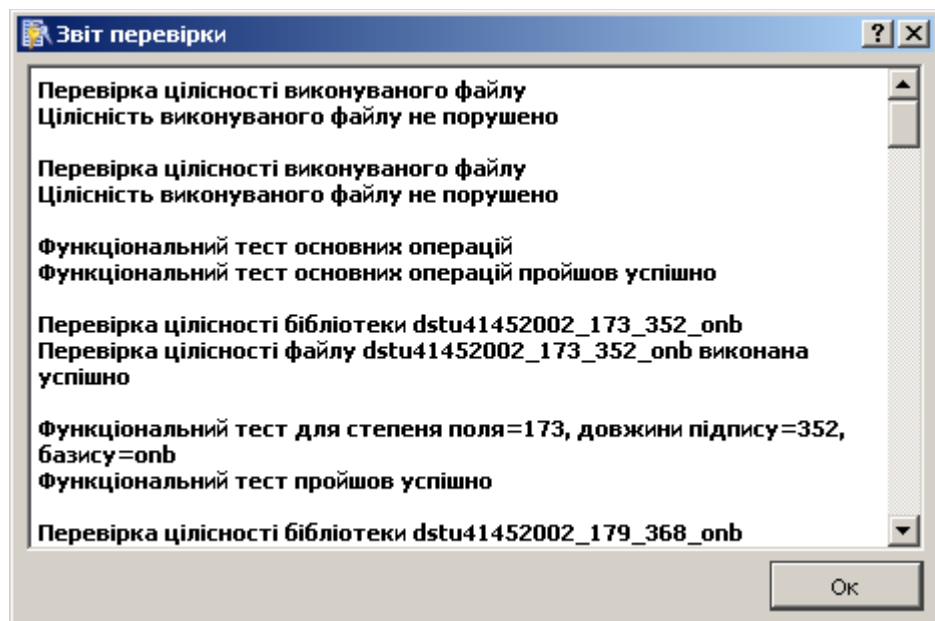 Звіт перевірки
Перевірка цілісності виконуваного файлу
Цілісність виконуваного файлу не порушено
Перевірка цілісності виконуваного файлу
Цілісність виконуваного файлу не порушено
Функціональний тест основних операцій
Функціональний тест основних операцій пройшов успішно
Перевірка цілісності бібліотеки dstu41452002_173_352_onb
Перевірка цілісності файлу dstu41452002_173_352_onb виконана
успішно
Функціональний тест для степеня поля=173, довжини підпису=352,
базису=onb
Функціональний тест пройшов успішно
Перевірка цілісності бібліотеки dstu41452002_179_368_onb
Ок